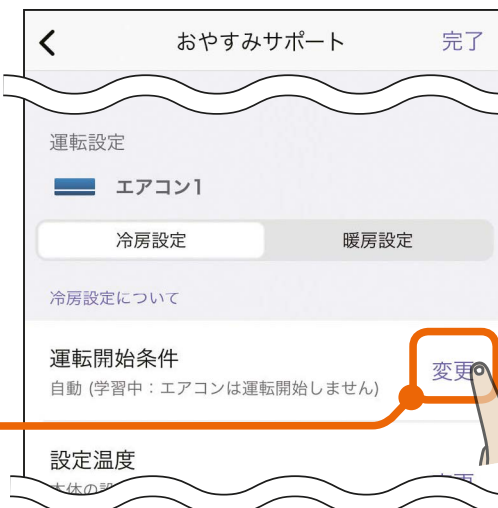 おやすみサポート 完了
運転設定
エアコン1
冷房設定 暖房設定
冷房設定について
運転開始条件
自動 (学習中：エアコンは運転開始しません)
変更
設定温度